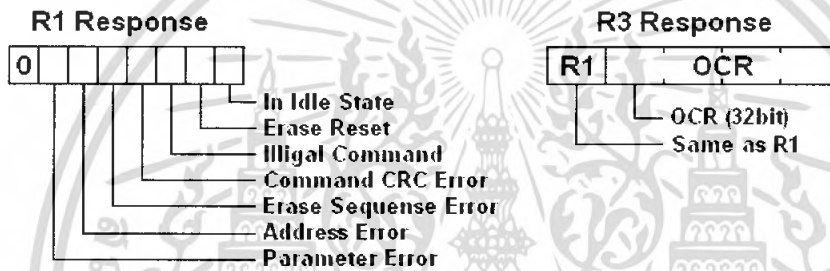 R1 Response
0
In Idle State
Erase Reset
Illigal Command
Command CRC Error
Erase Sequense Error
Address Error
Parameter Error
R3 Response
R1 OCR
OCR (32bit)
Same as R1